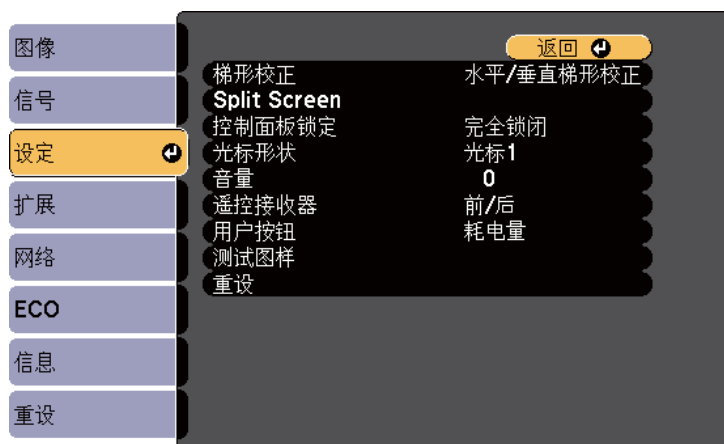 图像
信号
设定
扩展
网络
ECO
信息
重设
返回
梯形校正 水平/垂直梯形校正
Split Screen
控制面板锁定 完全锁闭
光标形状 光标1
音量 0
遥控接收器 前/后
用户按钮 耗电量
测试图样
重设